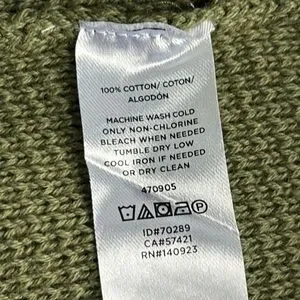 100% COTTON/ COTON/
ALGODÓN
MACHINE WASH COLD
ONLY NON-CHLORINE
BLEACH WHEN NEEDED
TUMBLE DRY LOW
COOL IRON IF NEEDED
OR DRY CLEAN
470905
ID#70289
CA#57421
RN#140923